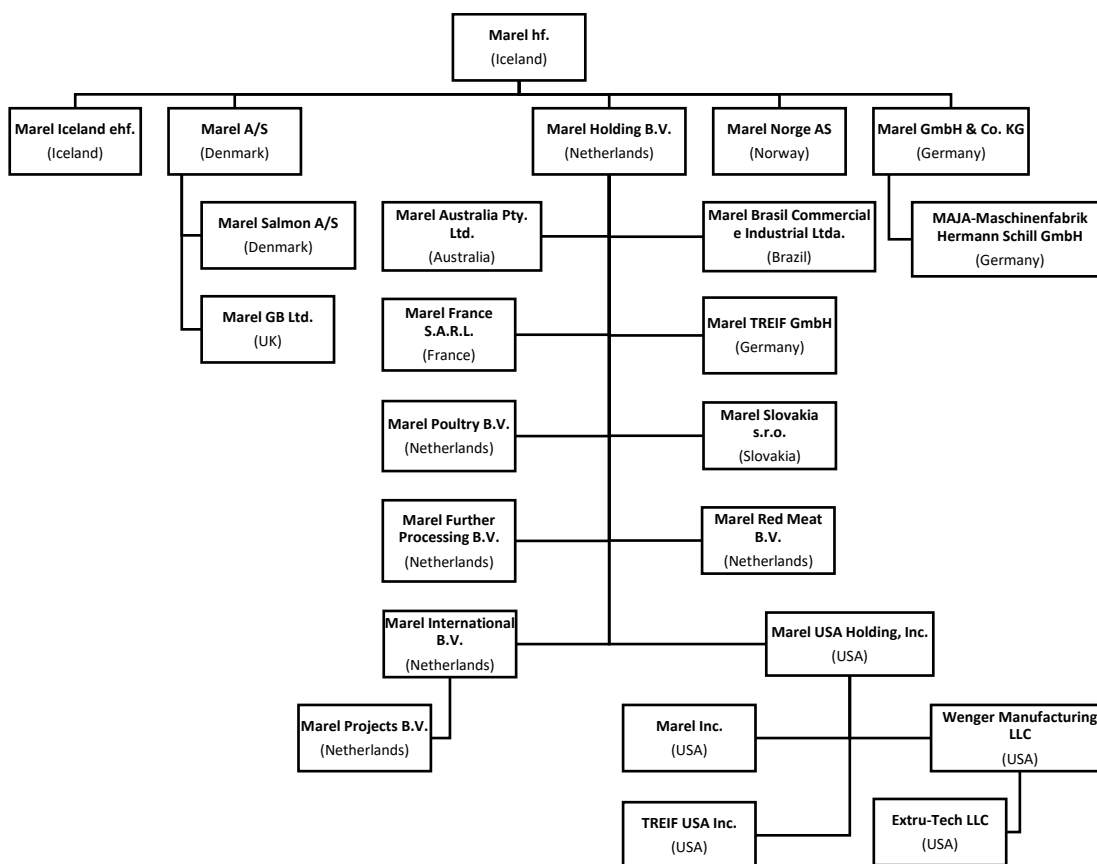 Marel hf.
(Iceland)
Marel Iceland ehf.
(Iceland)
Marel A/S
(Denmark)
Marel Holding B.V.
(Netherlands)
Marel Norge AS
(Norway)
Marel GmbH & Co. KG
(Germany)
Marel Salmon A/S
(Denmark)
Marel Australia Pty.
Ltd.
(Australia)
Marel Brasil Commercial
e Industrial Ltda.
(Brazil)
MAJA-Maschinenfabrik
Hermann Schill GmbH
(Germany)
Marel GB Ltd.
(UK)
Marel France
S.A.R.L.
(France)
Marel TREIF GmbH
(Germany)
Marel Poultry B.V.
(Netherlands)
Marel Slovakia
s.r.o.
(Slovakia)
Marel Further
Processing B.V.
(Netherlands)
Marel Red Meat
B.V.
(Netherlands)
Marel International
B.V.
(Netherlands)
Marel USA Holding, Inc.
(USA)
Marel Projects B.V.
(Netherlands)
Marel Inc.
(USA)
Wenger Manufacturing
LLC
(USA)
TREIF USA Inc.
(USA)
Extru-Tech LLC
(USA)